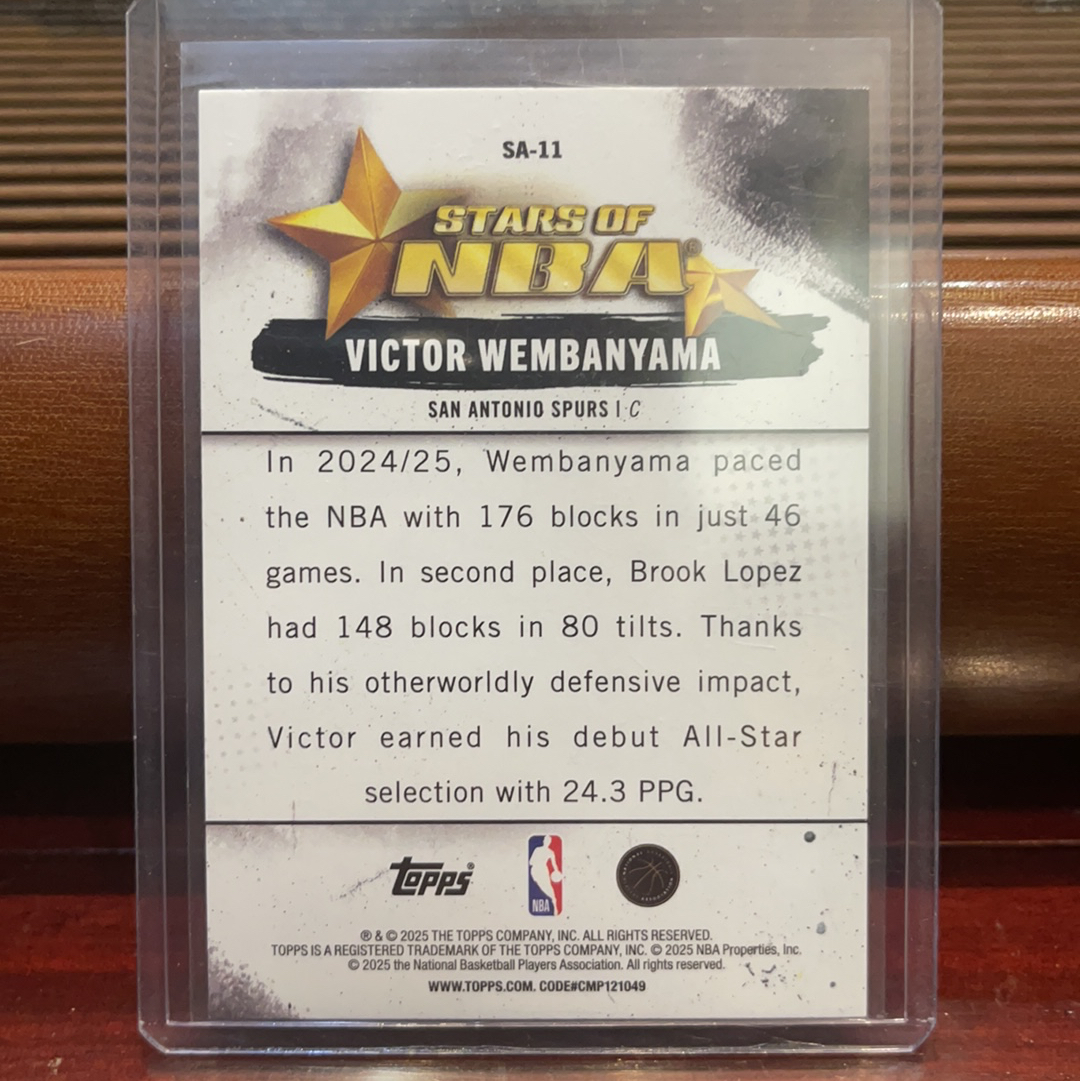 SA-11
STARS OF
NBA®
VICTOR WEMBANYAMA
SAN ANTONIO SPURS | C
In 2024/25, Wembanyama paced
the NBA with 176 blocks in just 46
games. In second place, Brook Lopez
had 148 blocks in 80 tilts. Thanks
to his otherworldly defensive impact,
Victor earned his debut All-Star
selection with 24.3 PPG.
topps®
NBA
® & © 2025 THE TOPPS COMPANY, INC. ALL RIGHTS RESERVED.
TOPPS IS A REGISTERED TRADEMARK OF THE TOPPS COMPANY, INC. © 2025 NBA Properties, Inc.
© 2025 the National Basketball Players Association. All rights reserved.
WWW.TOPPS.COM. CODE#CMP121049